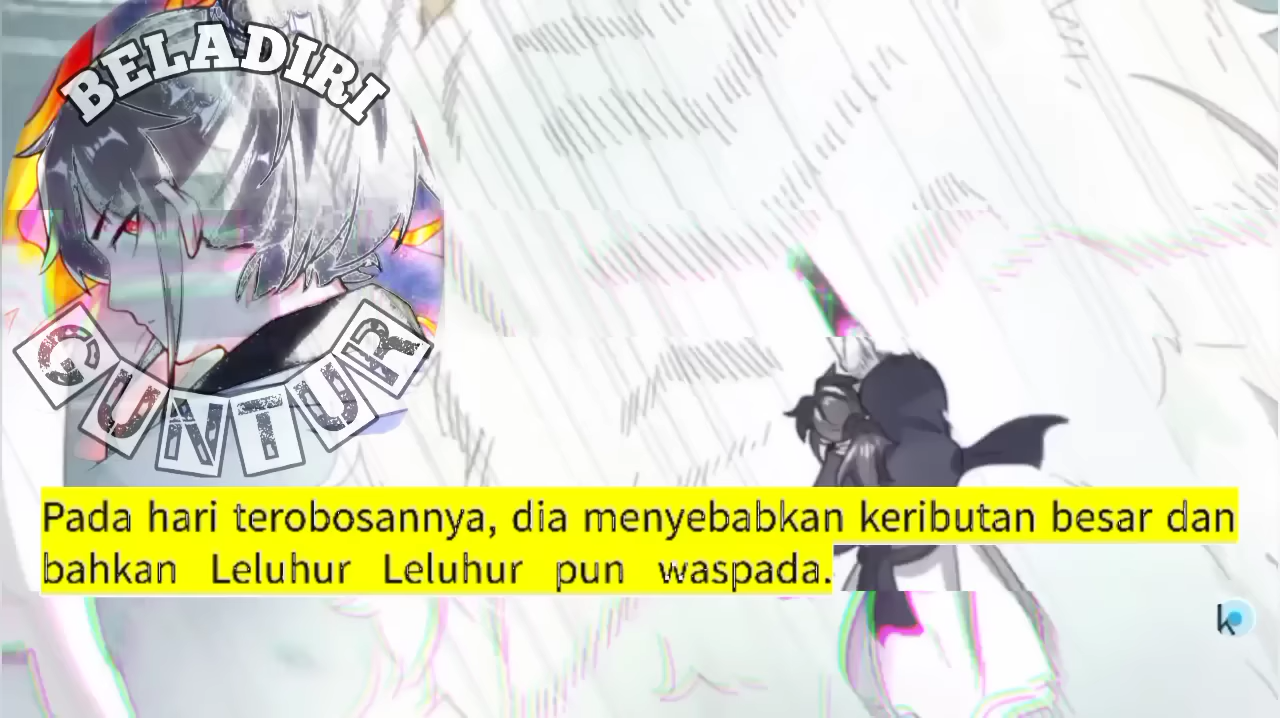 BELADIRI
GUNTUR
Pada hari terobosannya, dia menyebabkan keributan besar dan
bahkan Leluhur Leluhur pun waspada.
k